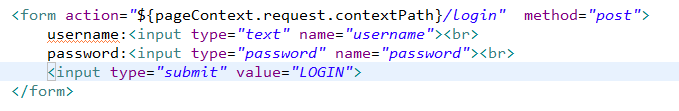 <form action="${pageContext.request.contextPath}/login"  method="post">
    username:<input type="text" name="username"><br>
    password:<input type="password" name="password"><br>
    <input type="submit" value="LOGIN">
</form>